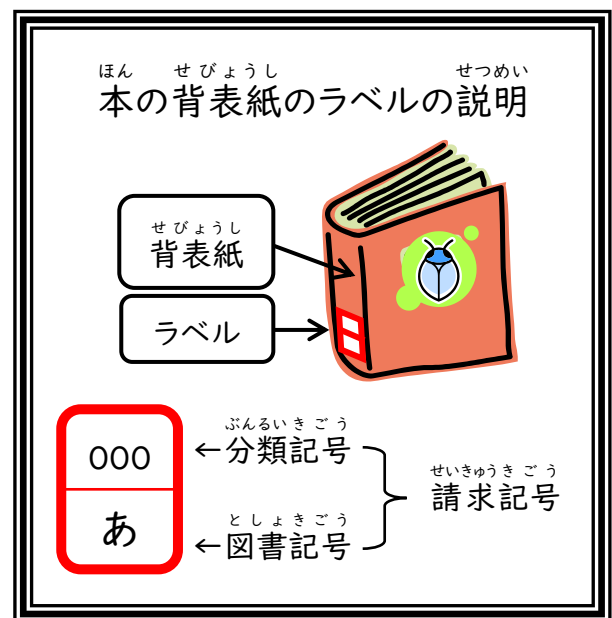 ほん せびょうし せつめい
本の背表紙のラベルの説明
せびょうし
背表紙
ラベル
ぶんるいきごう
000 ←分類記号
せいきゅうきごう
請求記号
としょきごう
あ ←図書記号